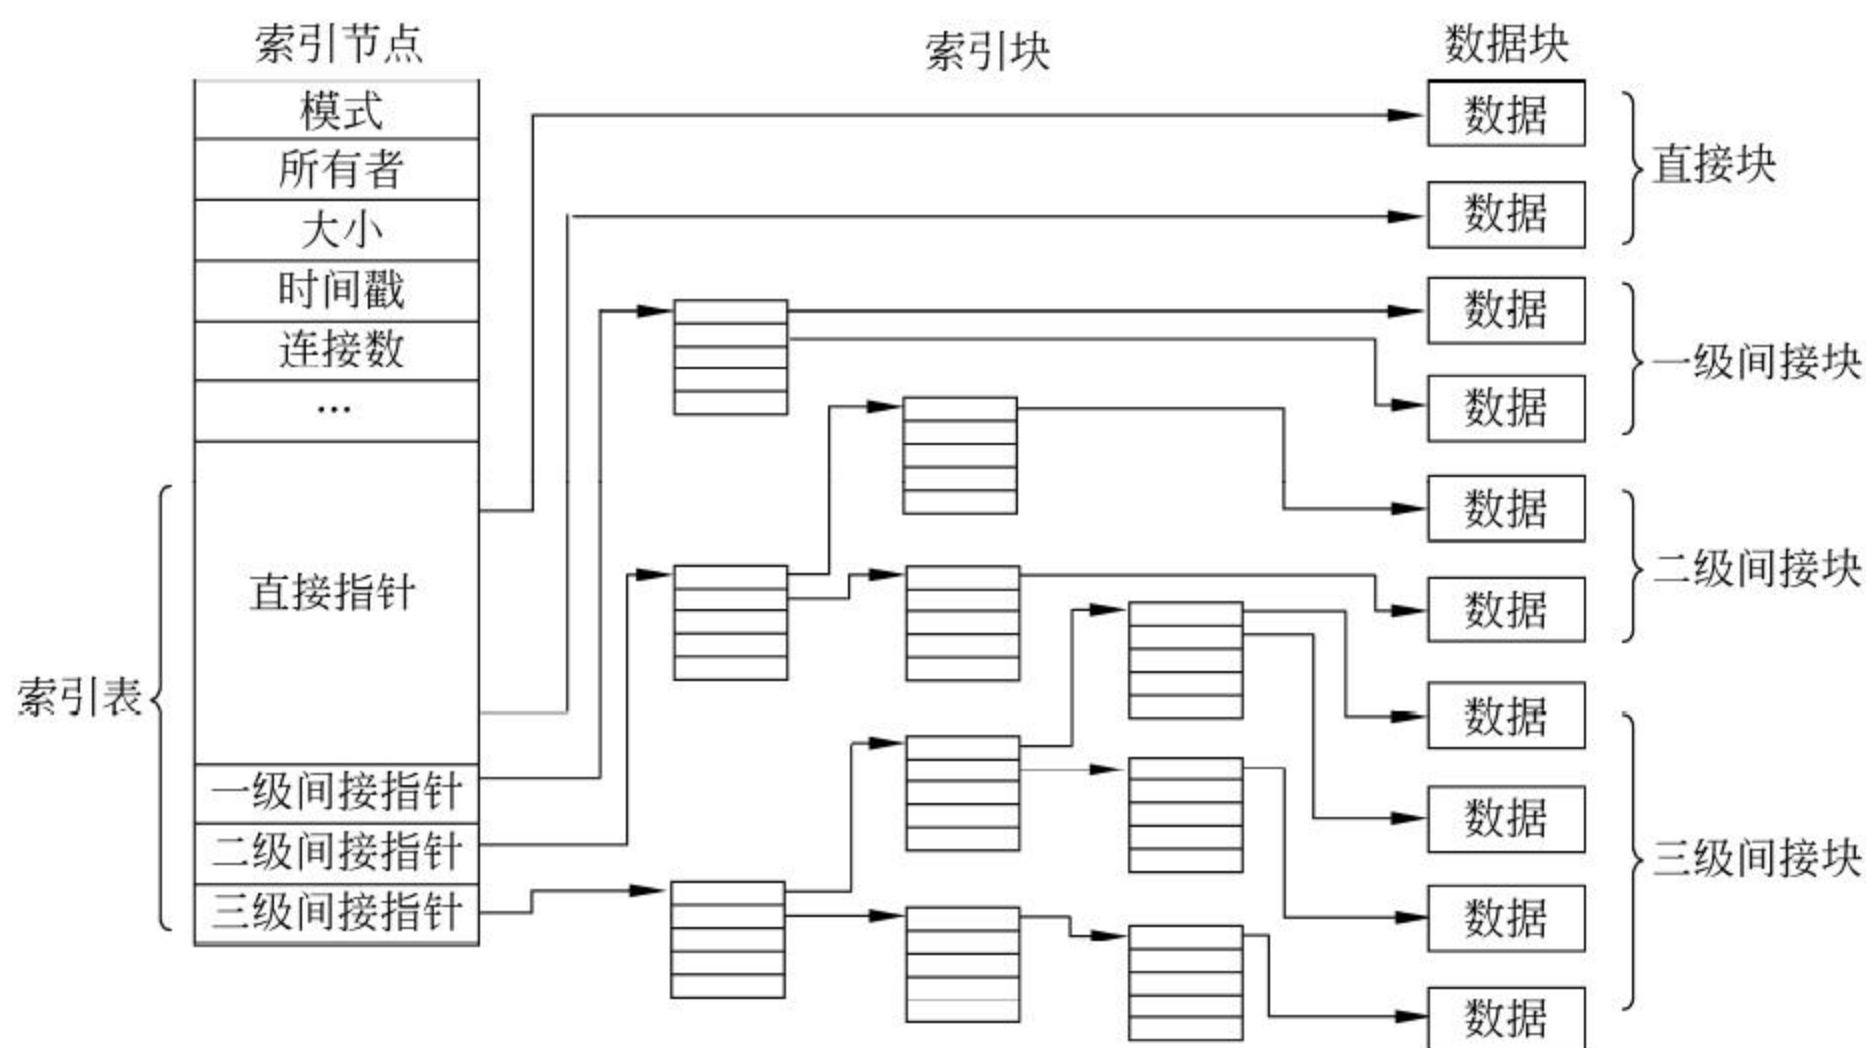 索引节点
索引块
数据块
模式
所有者
大小
时间戳
连接数
…
直接指针
一级间接指针
二级间接指针
三级间接指针
索引表
数据
数据
数据
数据
数据
数据
数据
数据
数据
数据
直接块
一级间接块
二级间接块
三级间接块